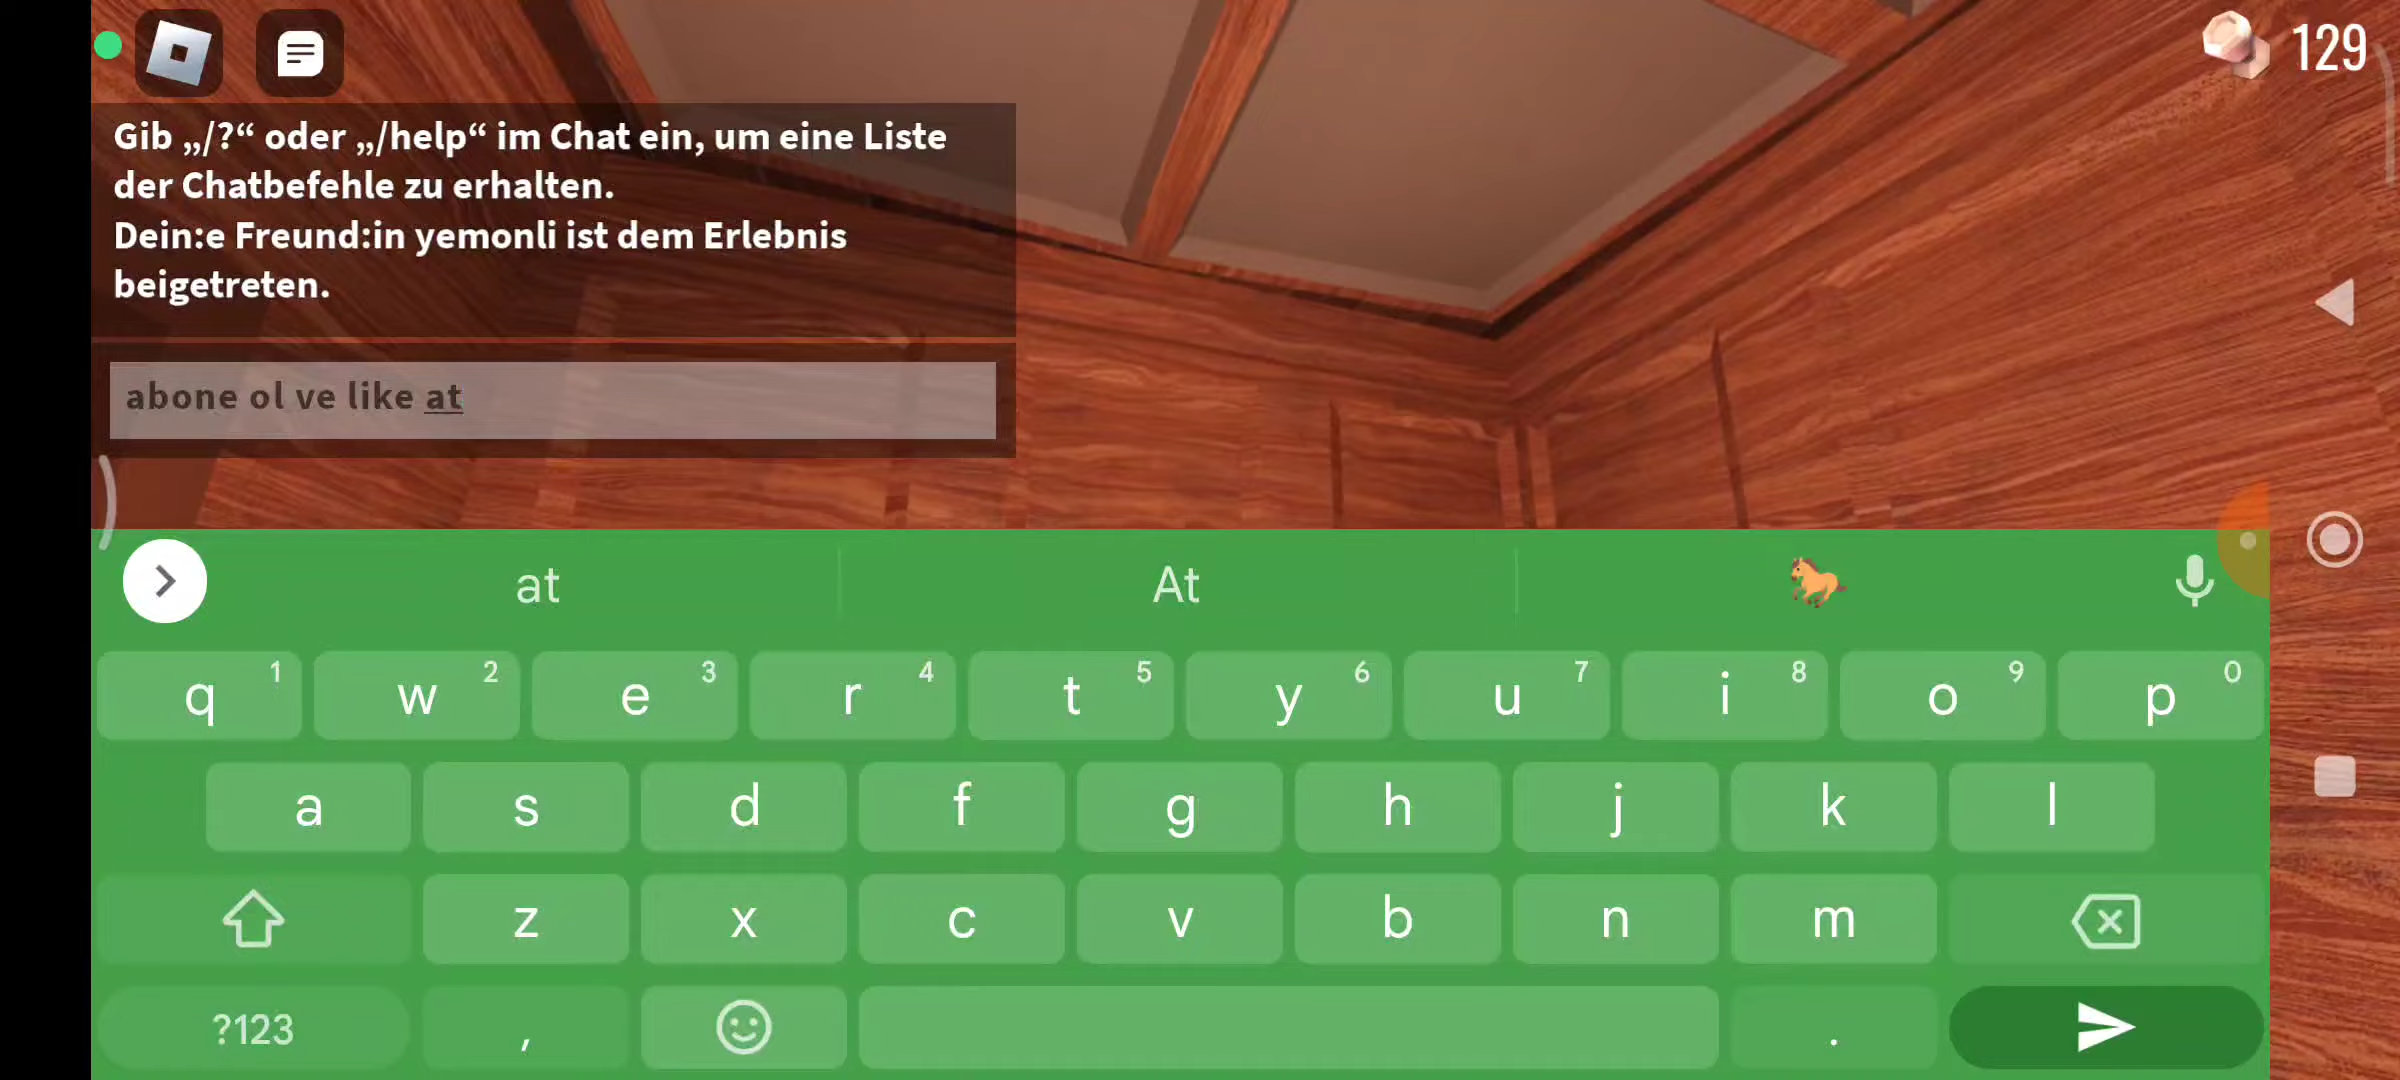 129
Gib „/?“ oder „/help“ im Chat ein, um eine Liste
der Chatbefehle zu erhalten.
Dein:e Freund:in yemonli ist dem Erlebnis
beigetreten.
abone ol ve like at
at At
q 1 w 2 e 3 r 4 t 5 y 6 u 7 i 8 o 9 p 0
a s d f g h j k l
z x c v b n m
?123 , .